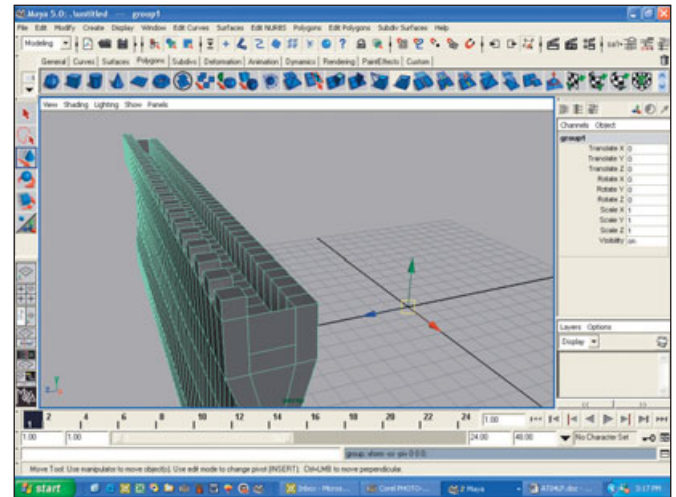 Maya 5.0: .\untitled --- group1
File Edit Modify Create Display Window Edit Curves Surfaces Edit NURBS Polygons Edit Polygons Subdiv Surfaces Help
Modeling
General Curves Surfaces Polygons Subdivs Deformation Animation Dynamics Rendering PaintEffects Custom
View Shading Lighting Show Panels
Channels Object
group1
Translate X 0
Translate Y 0
Translate Z 0
Rotate X 0
Rotate Y 0
Rotate Z 0
Scale X 1
Scale Y 1
Scale Z 1
Visibility on
Layers Options
Display
persp
2 4 6 8 10 12 14 16 18 20 22 24 1.00
1.00 1.00 24.00 48.00 No Character Set
Move Tool: Use manipulator to move object(s). Use edit mode to change pivot (INSERT). Ctrl+LMB to move perpendicular.
start Inbox - Micros... Corel PHOTO-... 2 Maya 3:17 PM